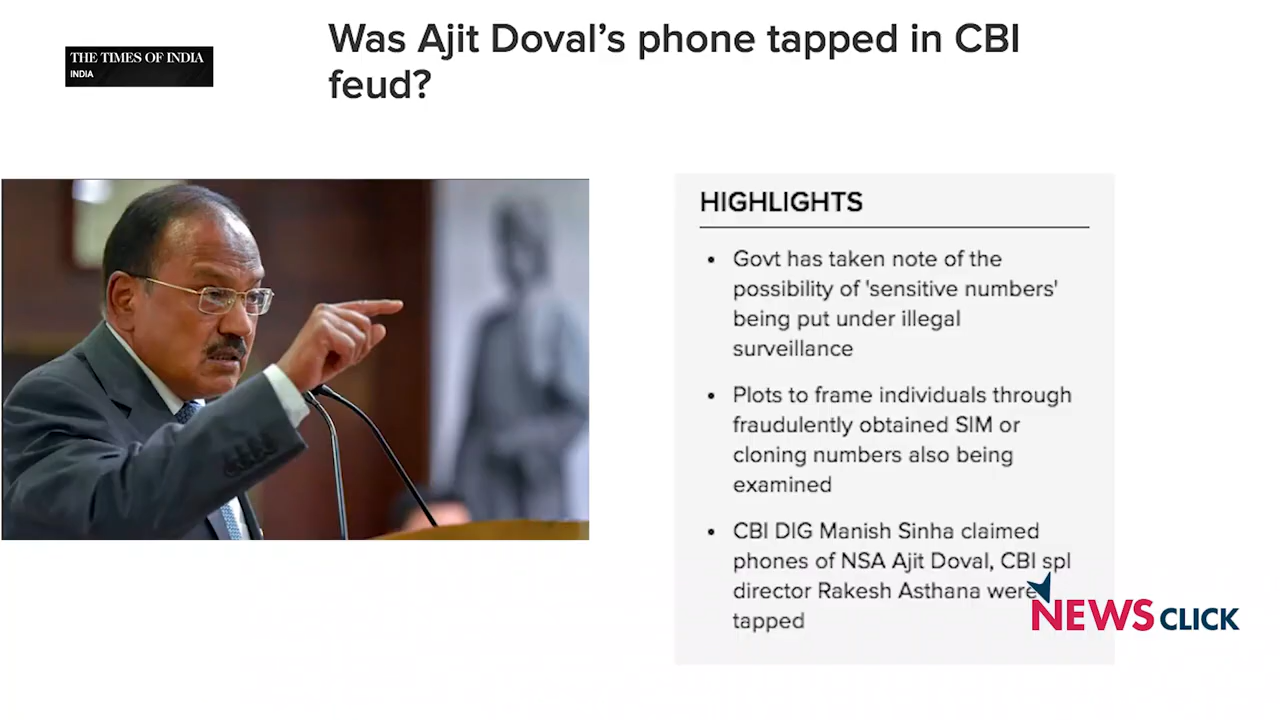 Was Ajit Doval’s phone tapped in CBI
feud?
THE TIMES OF INDIA
INDIA
HIGHLIGHTS
• Govt has taken note of the
possibility of 'sensitive numbers'
being put under illegal
surveillance
• Plots to frame individuals through
fraudulently obtained SIM or
cloning numbers also being
examined
• CBI DIG Manish Sinha claimed
phones of NSA Ajit Doval, CBI spl
director Rakesh Asthana were
tapped
NEWS CLICK